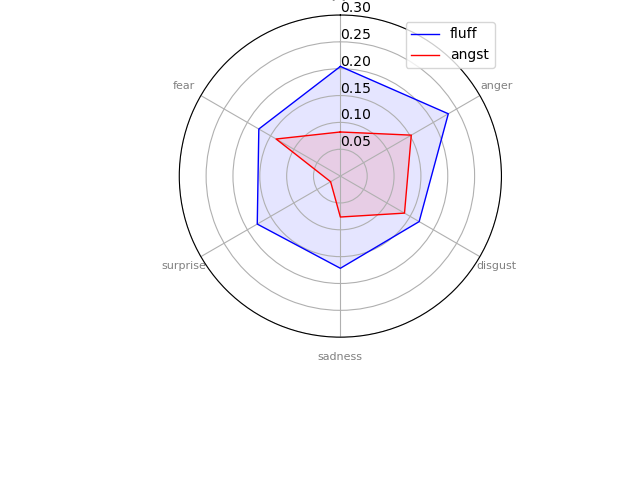 0.30
fluff
angst
0.25
0.20
0.15
0.10
0.05
fear
anger
surprise
disgust
sadness